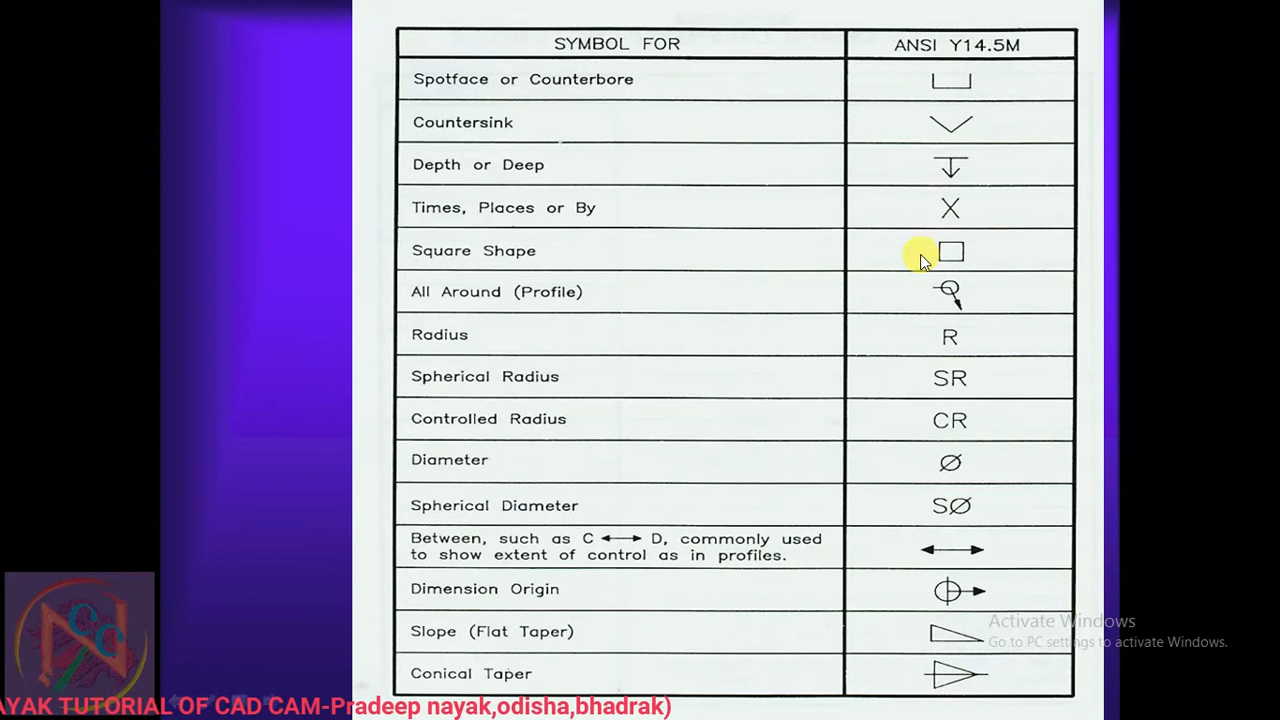 SYMBOL FOR ANSI Y14.5M
Spotface or Counterbore
Countersink
Depth or Deep
Times, Places or By X
Square Shape
All Around (Profile)
Radius R
Spherical Radius SR
Controlled Radius CR
Diameter Ø
Spherical Diameter SØ
Between, such as C ↔ D, commonly used
to show extent of control as in profiles.
Dimension Origin
Slope (Flat Taper)
Conical Taper
Activate Windows
Go to PC settings to activate Windows.
AYAK TUTORIAL OF CAD CAM-Pradeep nayak,odisha,bhadrak)